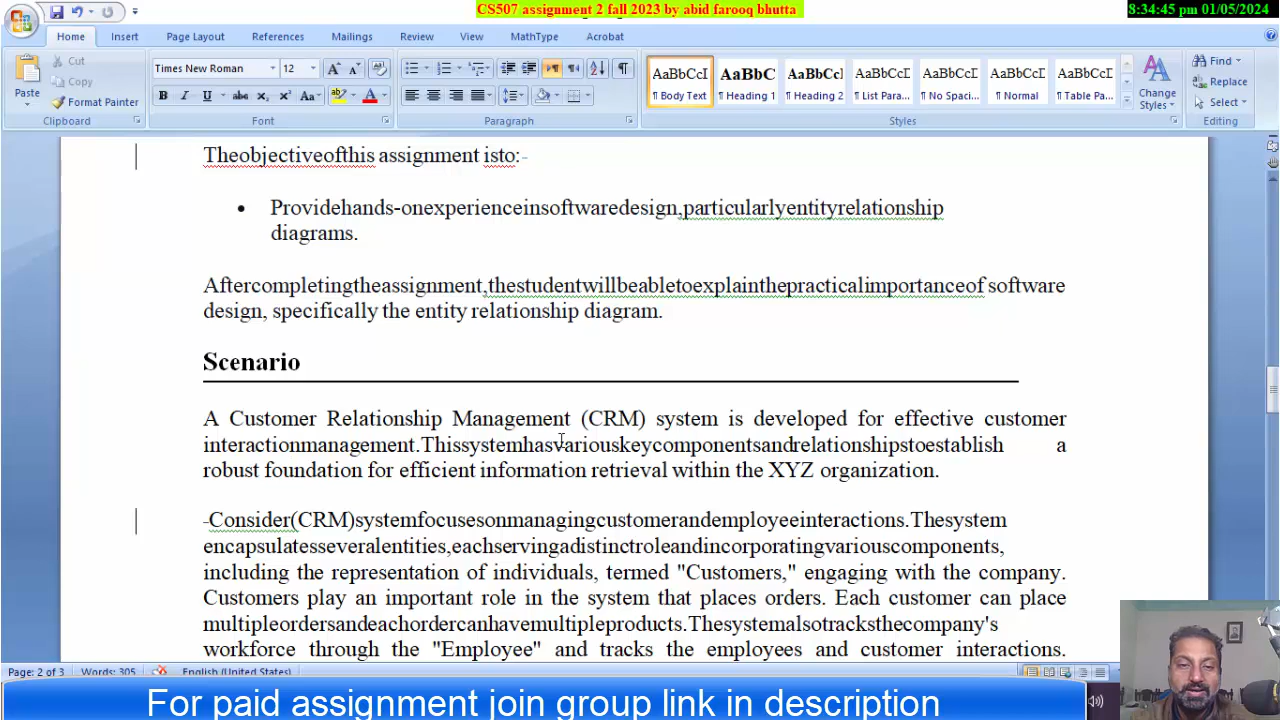 CS507 assignment 2 fall 2023 by abid farooq bhutta
8:34:45 pm 01/05/2024
Home Insert Page Layout References Mailings Review View MathType Acrobat
Cut
Copy
Paste
Format Painter
Clipboard
Times New Roman 12
Font
Paragraph
AaBbCcI AaBbC AaBbCcl AaBbCcD AaBbCcD AaBbCcD AaBbCcD
¶ Body Text ¶ Heading 1 ¶ Heading 2 ¶ List Para... ¶ No Spaci... ¶ Normal ¶ Table Pa...
Change Styles
Styles
Find
Replace
Select
Editing
Theobjectiveofthis assignment isto:-
• Providehands-onexperienceinsoftwaredesign,particularlyentityrelationship
diagrams.
Aftercompletingtheassignment,thestudentwillbeabletoexplainthepracticalimportanceof software
design, specifically the entity relationship diagram.
Scenario
A Customer Relationship Management (CRM) system is developed for effective customer
interactionmanagement.Thissystemhasvariouskeycomponentsandrelationshipstoestablish a
robust foundation for efficient information retrieval within the XYZ organization.
-Consider(CRM)systemfocusesonmanagingcustomerandemployeeinteractions.Thesystem
encapsulatesseveralentities,eachservingadistinctroleandincorporatingvariouscomponents,
including the representation of individuals, termed "Customers," engaging with the company.
Customers play an important role in the system that places orders. Each customer can place
multipleordersandeachordercanhavemultipleproducts.Thesystemalsotracksthecompany's
workforce through the "Employee" and tracks the employees and customer interactions.
Page: 2 of 3 Words: 305 English (United States)
For paid assignment join group link in description